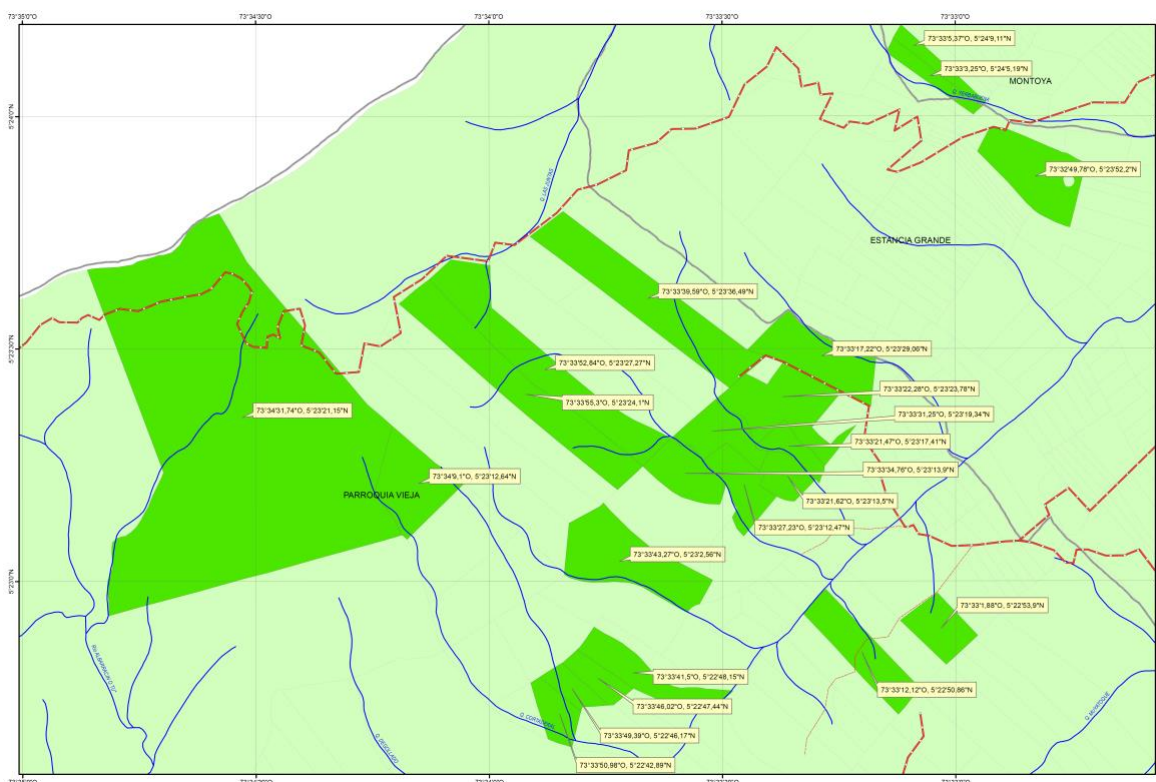 73°35'0"O
73°34'30"O
73°34'0"O
73°33'30"O
73°33'0"O
73°33'5,37"O, 5°24'9,11"N
73°33'3,25"O, 5°24'5,19"N
MONTOYA
5°24'0"N
73°32'49,78"O, 5°23'52,2"N
Q. LAS JUNTAS
ESTANCIA GRANDE
73°33'39,59"O, 5°23'36,49"N
5°23'30"N
73°33'17,22"O, 5°23'29,06"N
73°33'52,84"O, 5°23'27,27"N
73°33'22,28"O, 5°23'23,78"N
73°33'55,3"O, 5°23'24,1"N
73°34'31,74"O, 5°23'21,15"N
73°33'31,25"O, 5°23'19,34"N
73°33'21,47"O, 5°23'17,41"N
73°34'9,1"O, 5°23'12,64"N
73°33'34,76"O, 5°23'13,9"N
PARROQUIA VIEJA
73°33'21,62"O, 5°23'13,5"N
73°33'27,23"O, 5°23'12,47"N
73°33'43,27"O, 5°23'2,56"N
5°23'0"N
73°33'1,88"O, 5°22'53,9"N
73°33'41,5"O, 5°22'48,15"N
73°33'12,12"O, 5°22'50,86"N
73°33'46,02"O, 5°22'47,44"N
73°33'49,39"O, 5°22'46,17"N
73°33'50,98"O, 5°22'42,89"N
73°35'0"O
73°34'0"O